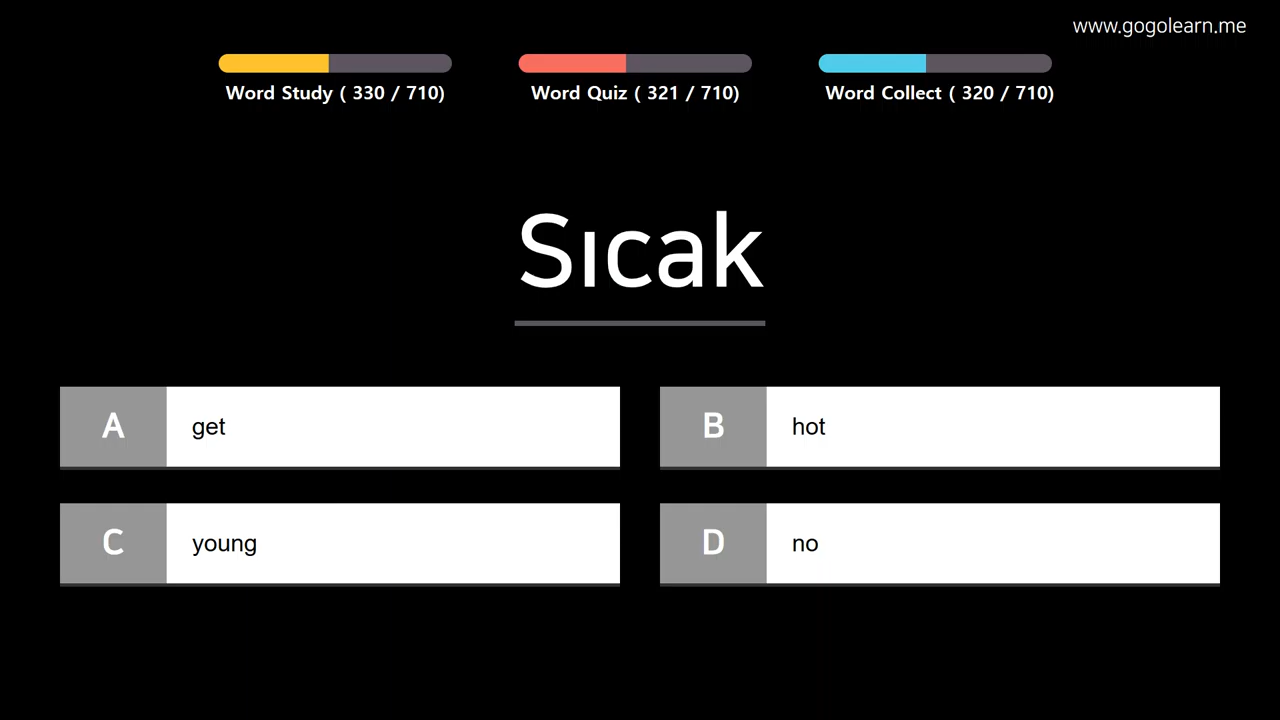 www.gogolearn.me
Word Study ( 330 / 710)
Word Quiz ( 321 / 710)
Word Collect ( 320 / 710)
Sıcak
A get
B hot
C young
D no